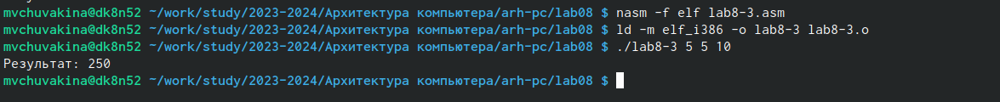 mvchuvakina@dk8n52 ~/work/study/2023-2024/Архитектура компьютера/arh-pc/lab08 $ nasm -f elf lab8-3.asm
mvchuvakina@dk8n52 ~/work/study/2023-2024/Архитектура компьютера/arh-pc/lab08 $ ld -m elf_i386 -o lab8-3 lab8-3.o
mvchuvakina@dk8n52 ~/work/study/2023-2024/Архитектура компьютера/arh-pc/lab08 $ ./lab8-3 5 5 10
Результат: 250
mvchuvakina@dk8n52 ~/work/study/2023-2024/Архитектура компьютера/arh-pc/lab08 $